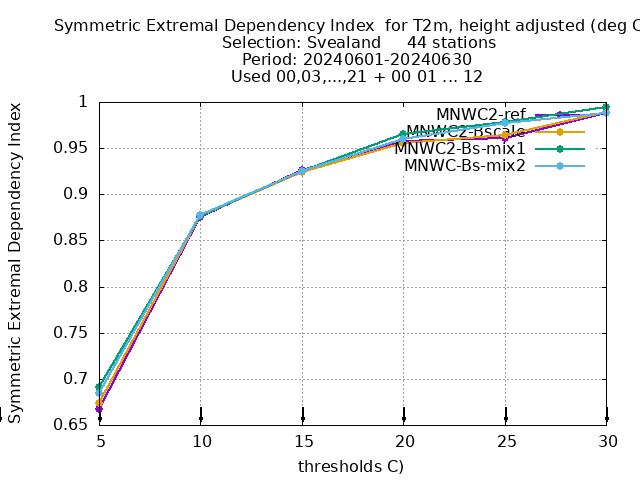 Symmetric Extremal Dependency Index  for T2m, height adjusted (deg C
Selection: Svealand     44 stations
Period: 20240601-20240630
Used 00,03,...,21 + 00 01 ... 12
Symmetric Extremal Dependency Index
1
0.95
0.9
0.85
0.8
0.75
0.7
0.65
MNWC2-ref
MNWC2-Bscale
MNWC2-Bs-mix1
MNWC-Bs-mix2
5
10
15
20
25
30
thresholds C)